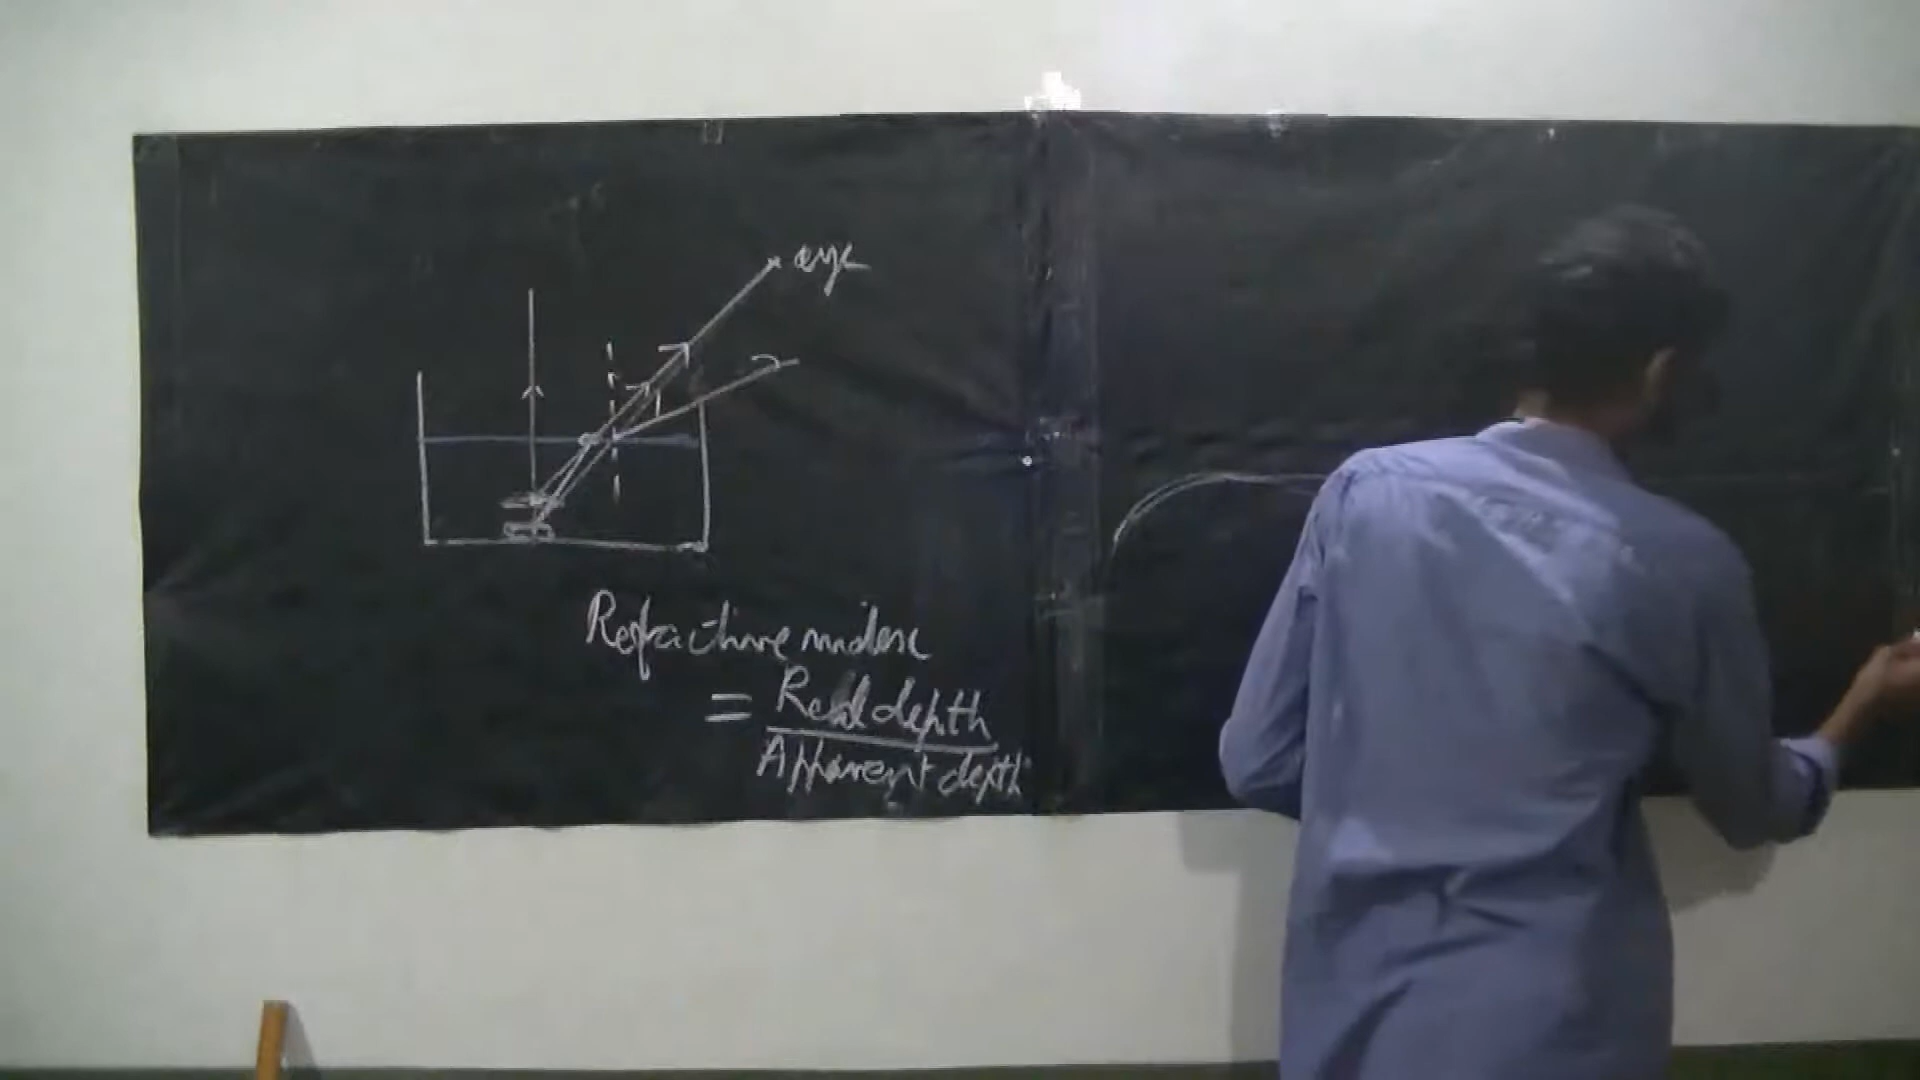 eye
Refractive index
= Real depth
Apparent depth